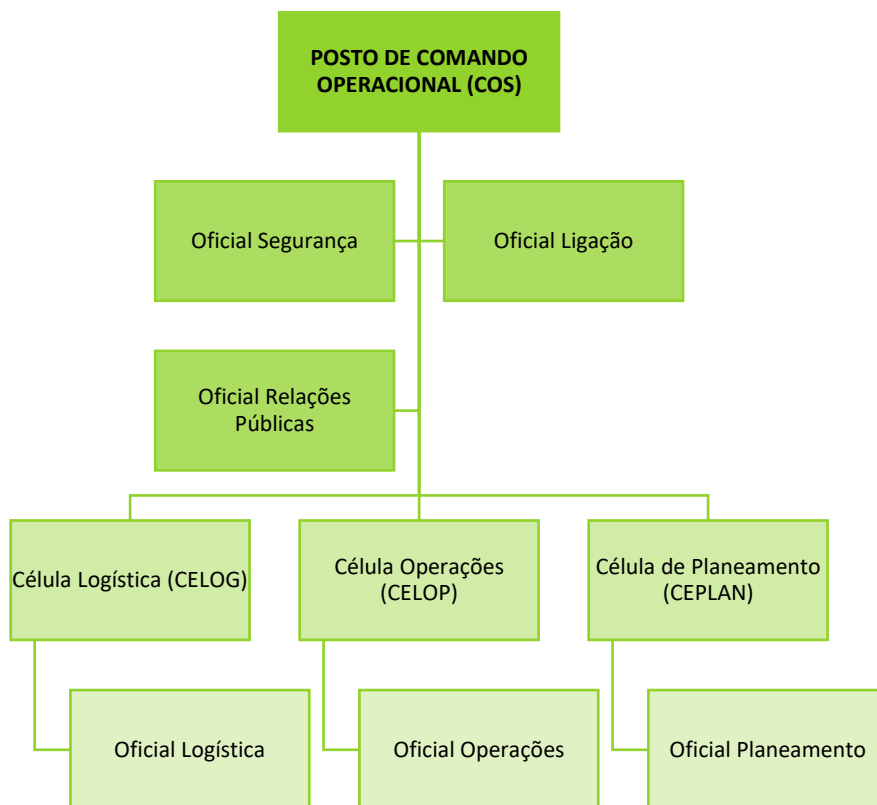 POSTO DE COMANDO
OPERACIONAL (COS)
Oficial Segurança
Oficial Ligação
Oficial Relações
Públicas
Célula Logística (CELOG)
Célula Operações
(CELOP)
Célula de Planeamento
(CEPLAN)
Oficial Logística
Oficial Operações
Oficial Planeamento